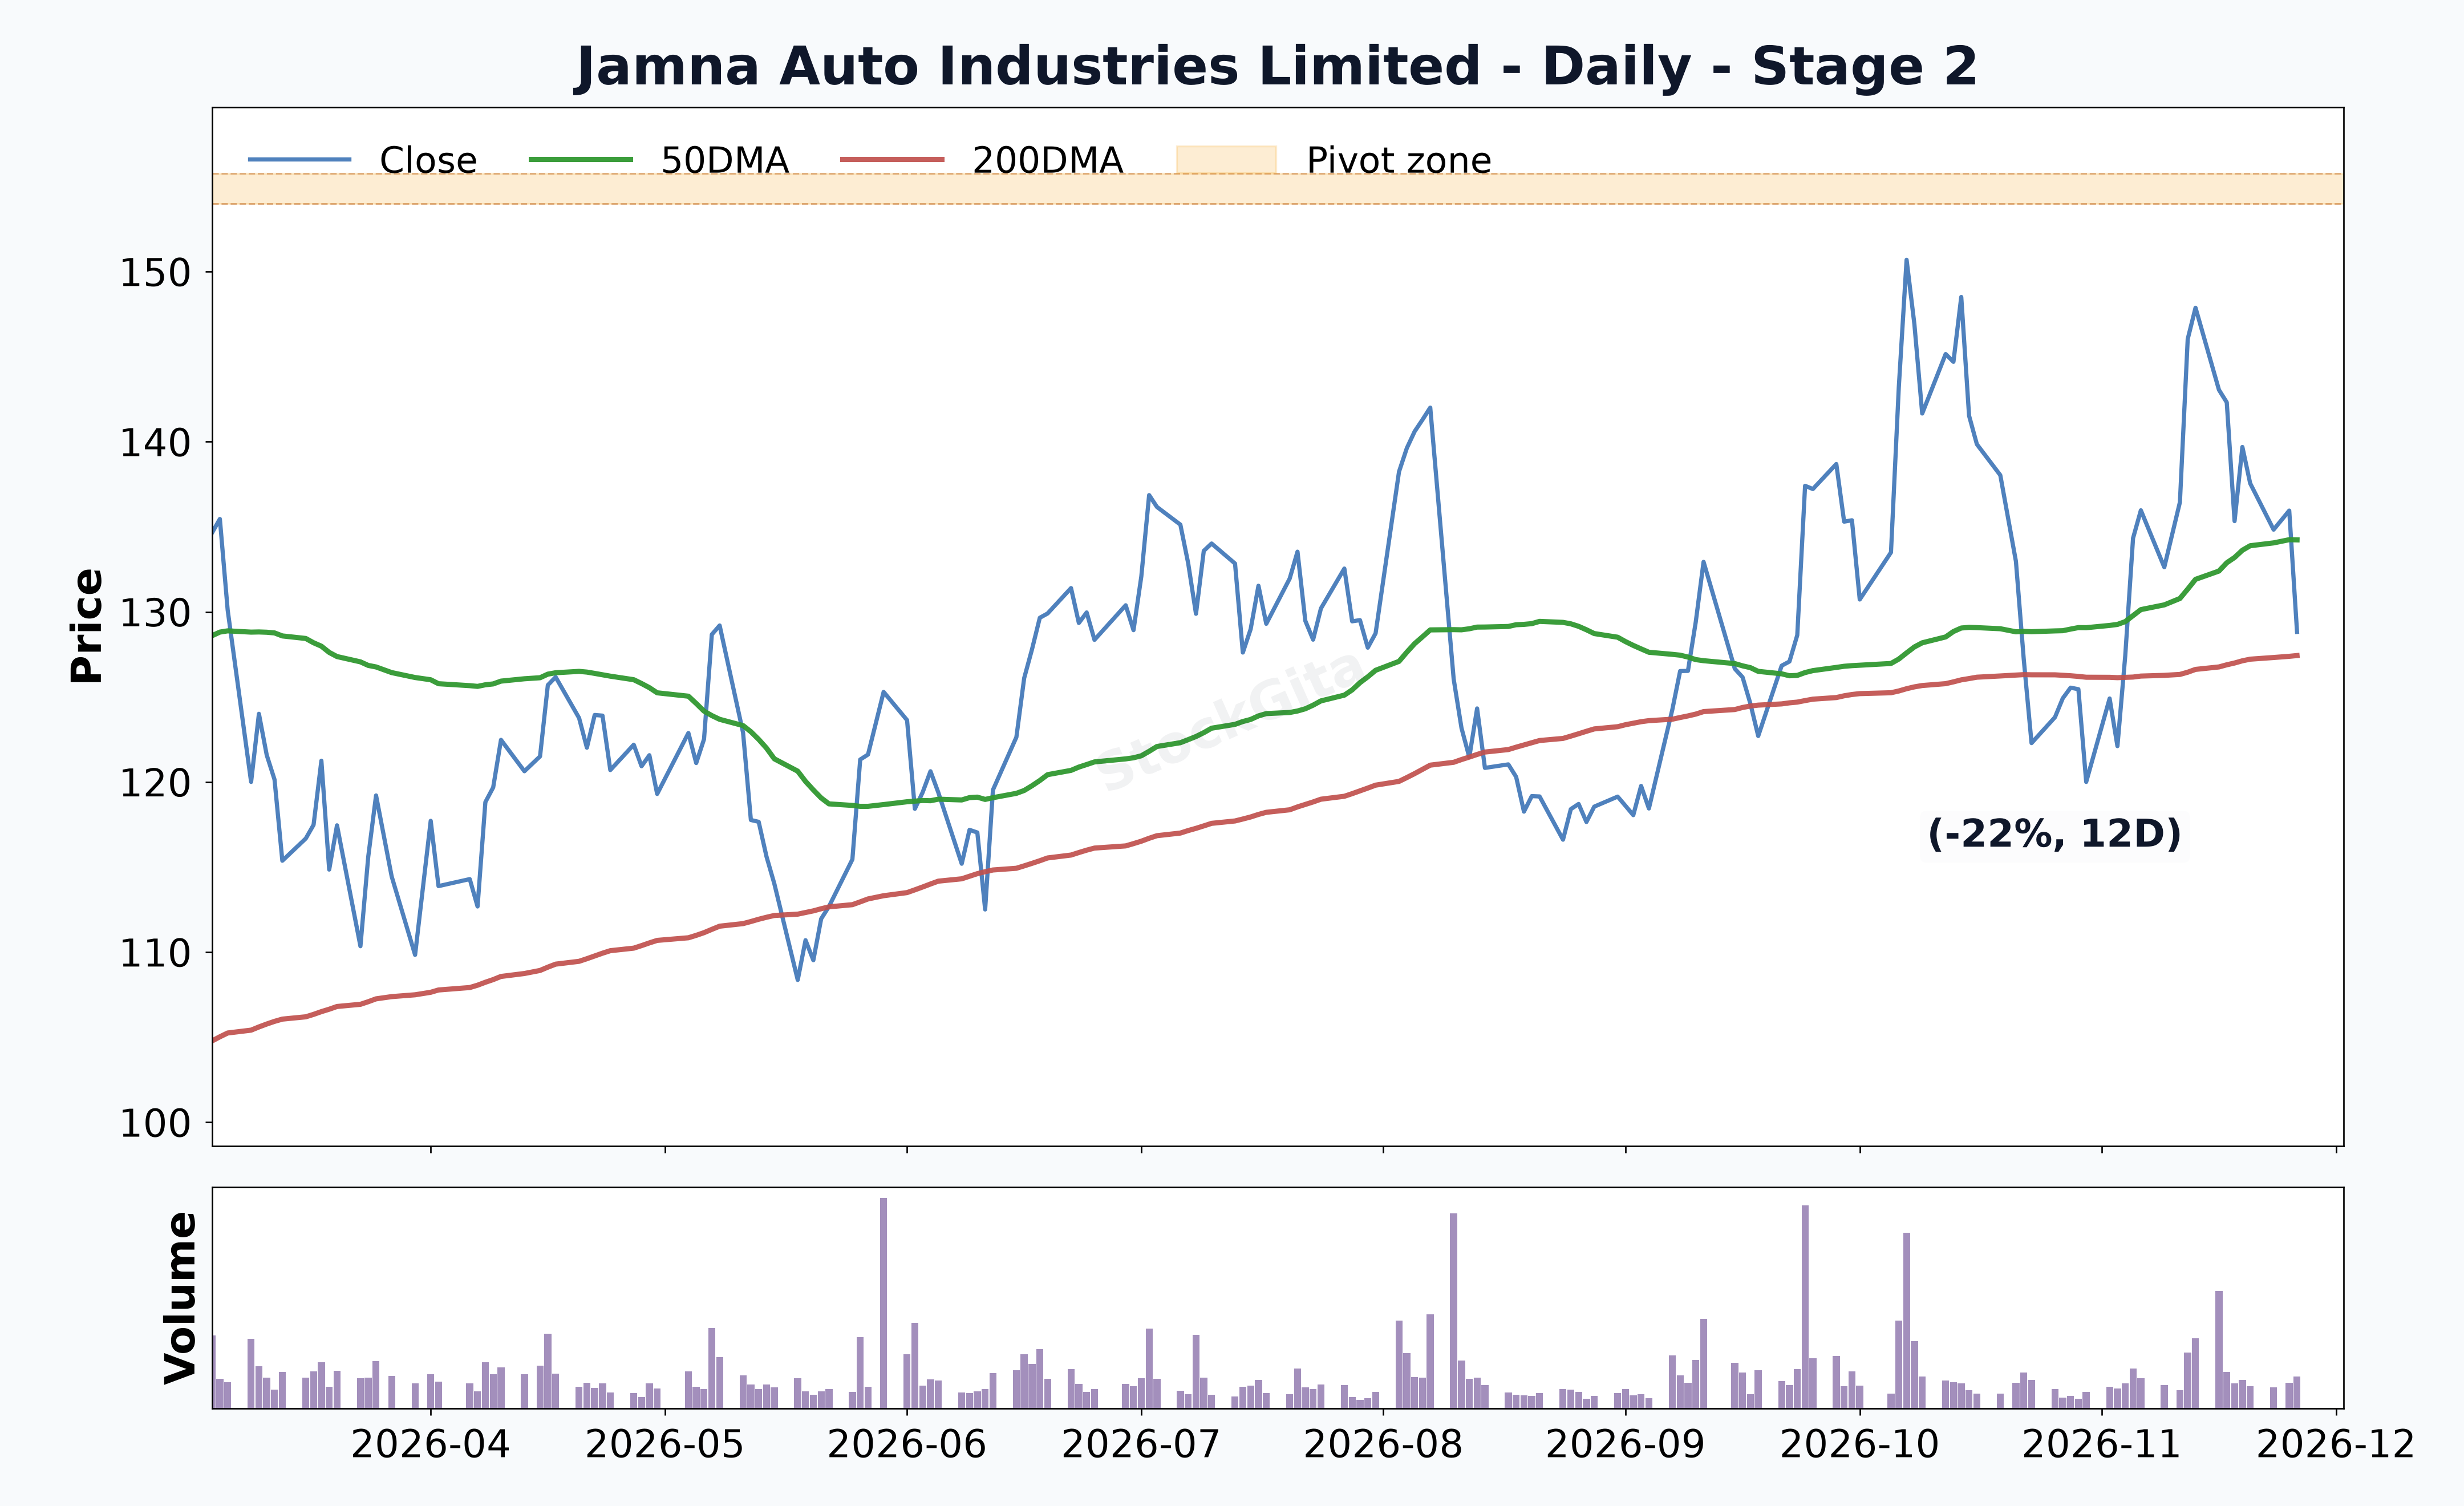 Jamna Auto Industries Limited - Daily - Stage 2
Close 50DMA 200DMA Pivot zone
Price
150
140
130
120
110
100
StockGita
(-22%, 12D)
Volume
2026-04 2026-05 2026-06 2026-07 2026-08 2026-09 2026-10 2026-11 2026-12